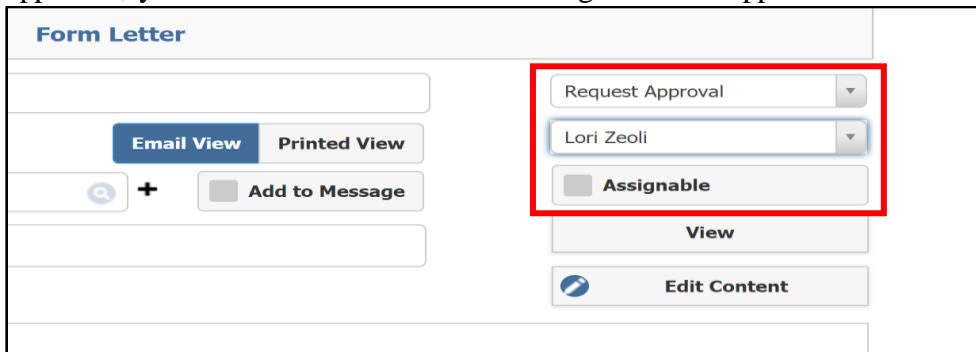 Form Letter
Request Approval
Email View Printed View
Lori Zeoli
Add to Message
Assignable
View
Edit Content